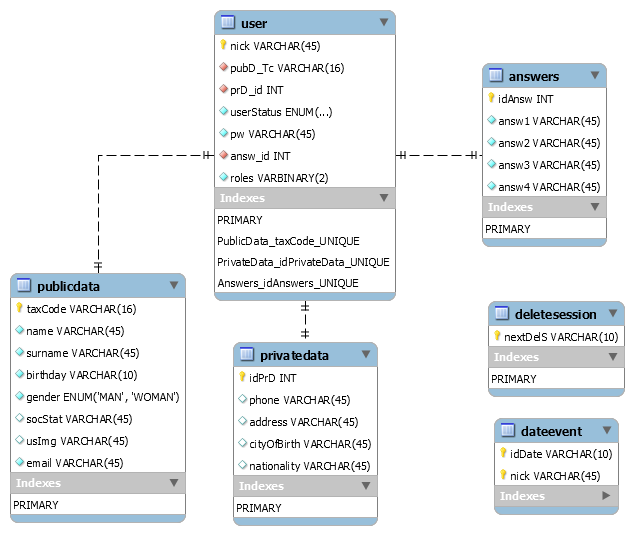 user
nick VARCHAR(45)
pubD_Tc VARCHAR(16)
prD_id INT
userStatus ENUM(...)
pw VARCHAR(45)
answ_id INT
roles VARBINARY(2)
Indexes
PRIMARY
PublicData_taxCode_UNIQUE
PrivateData_idPrivateData_UNIQUE
Answers_idAnswers_UNIQUE
answers
idAnsw INT
answ1 VARCHAR(45)
answ2 VARCHAR(45)
answ3 VARCHAR(45)
answ4 VARCHAR(45)
Indexes
PRIMARY
publicdata
taxCode VARCHAR(16)
name VARCHAR(45)
surname VARCHAR(45)
birthday VARCHAR(10)
gender ENUM('MAN', 'WOMAN')
socStat VARCHAR(45)
usImg VARCHAR(45)
email VARCHAR(45)
Indexes
PRIMARY
privatedata
idPrD INT
phone VARCHAR(45)
address VARCHAR(45)
cityOfBirth VARCHAR(45)
nationality VARCHAR(45)
Indexes
PRIMARY
deletesession
nextDelS VARCHAR(10)
Indexes
PRIMARY
dateevent
idDate VARCHAR(10)
nick VARCHAR(45)
Indexes